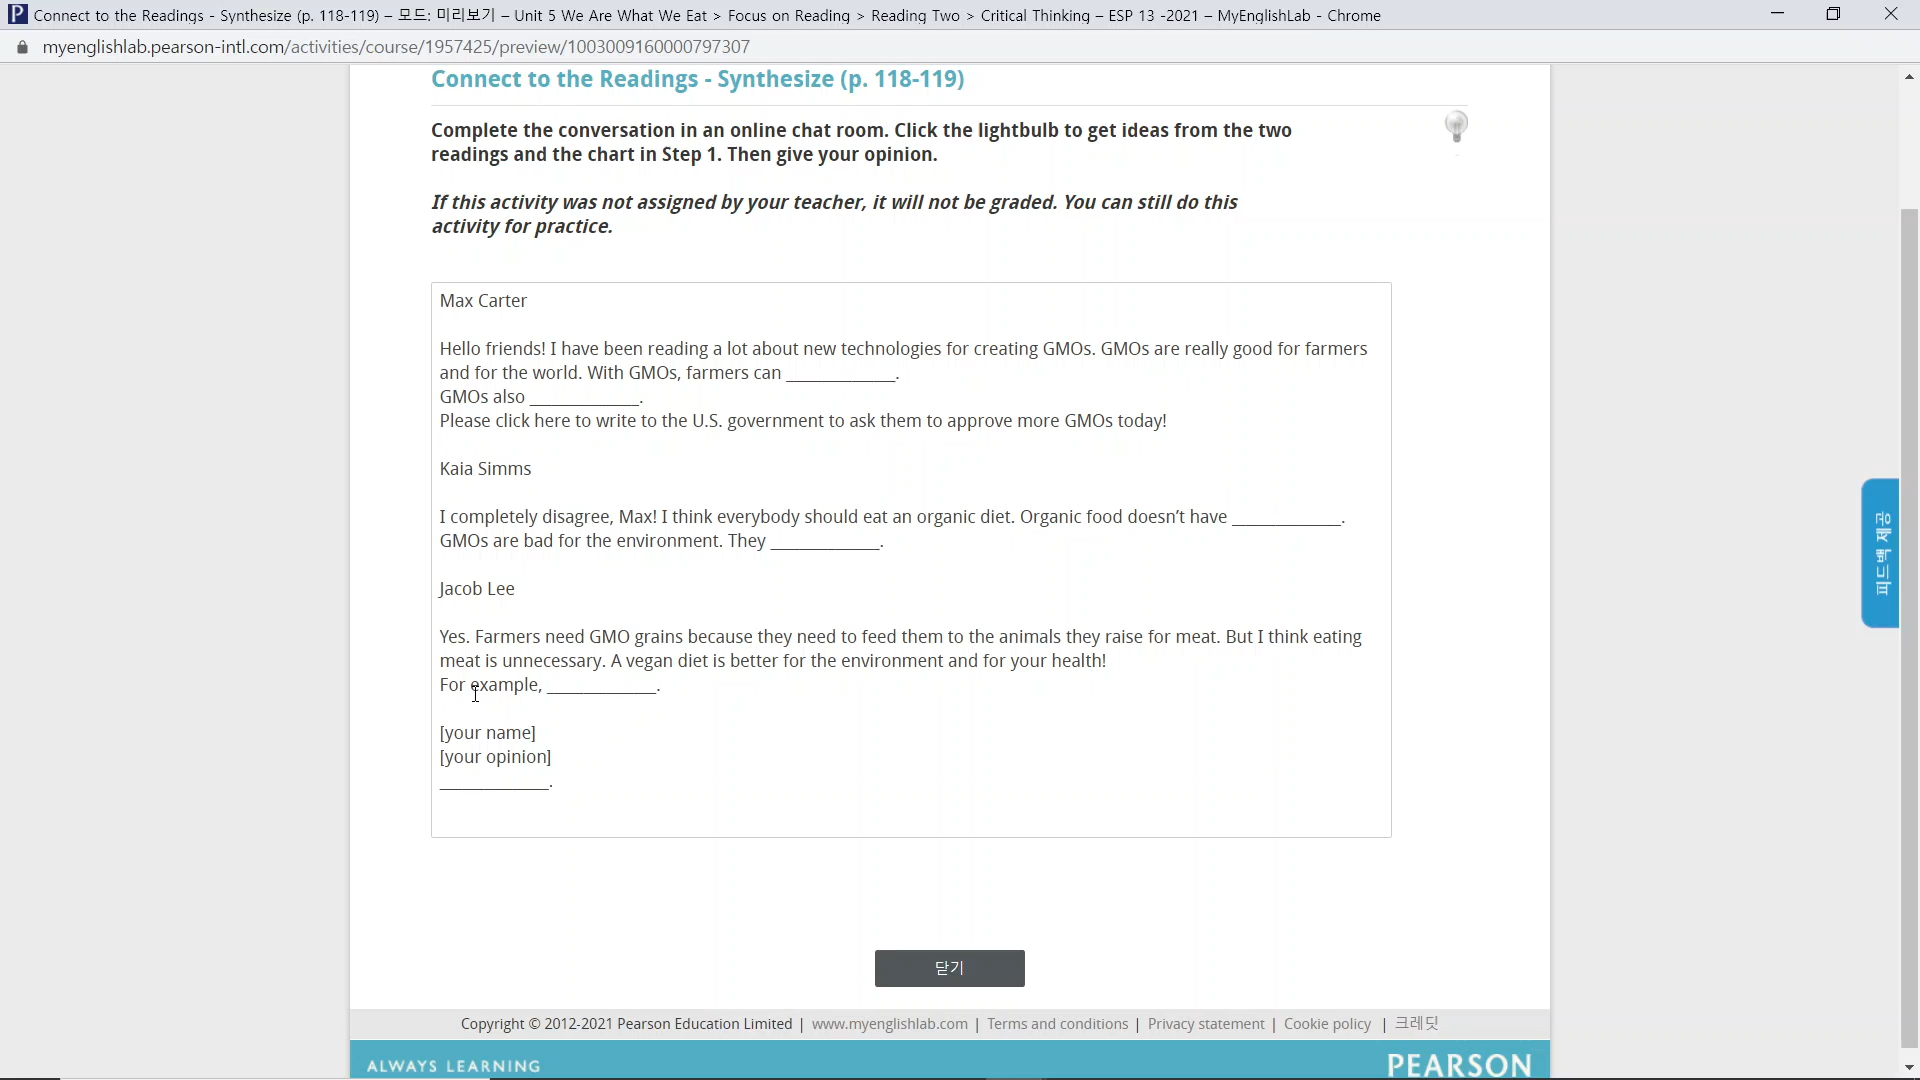 Connect to the Readings - Synthesize (p. 118-119) – 모드: 미리보기 – Unit 5 We Are What We Eat > Focus on Reading > Reading Two > Critical Thinking – ESP 13 -2021 – MyEnglishLab - Chrome
myenglishlab.pearson-intl.com/activities/course/1957425/preview/1003009160000797307
Connect to the Readings - Synthesize (p. 118-119)
Complete the conversation in an online chat room. Click the lightbulb to get ideas from the two
readings and the chart in Step 1. Then give your opinion.
If this activity was not assigned by your teacher, it will not be graded. You can still do this
activity for practice.
Max Carter
Hello friends! I have been reading a lot about new technologies for creating GMOs. GMOs are really good for farmers
and for the world. With GMOs, farmers can ____________.
GMOs also ____________.
Please click here to write to the U.S. government to ask them to approve more GMOs today!
Kaia Simms
I completely disagree, Max! I think everybody should eat an organic diet. Organic food doesn’t have ____________.
GMOs are bad for the environment. They ____________.
Jacob Lee
Yes. Farmers need GMO grains because they need to feed them to the animals they raise for meat. But I think eating
meat is unnecessary. A vegan diet is better for the environment and for your health!
For example, ____________.
[your name]
[your opinion]
____________.
피드백 제공
닫기
Copyright © 2012-2021 Pearson Education Limited | www.myenglishlab.com | Terms and conditions | Privacy statement | Cookie policy | 크레딧
ALWAYS LEARNING
PEARSON